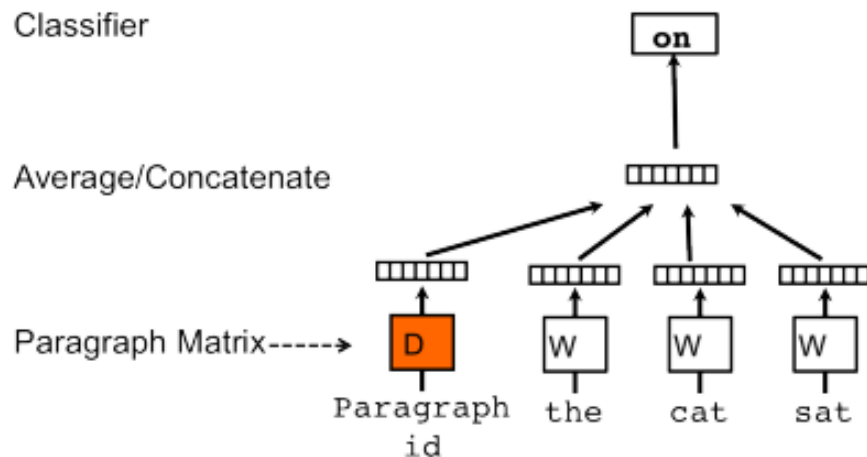 Classifier
on
Average/Concatenate
Paragraph Matrix
D
W
W
W
Paragraph
id
the
cat
sat